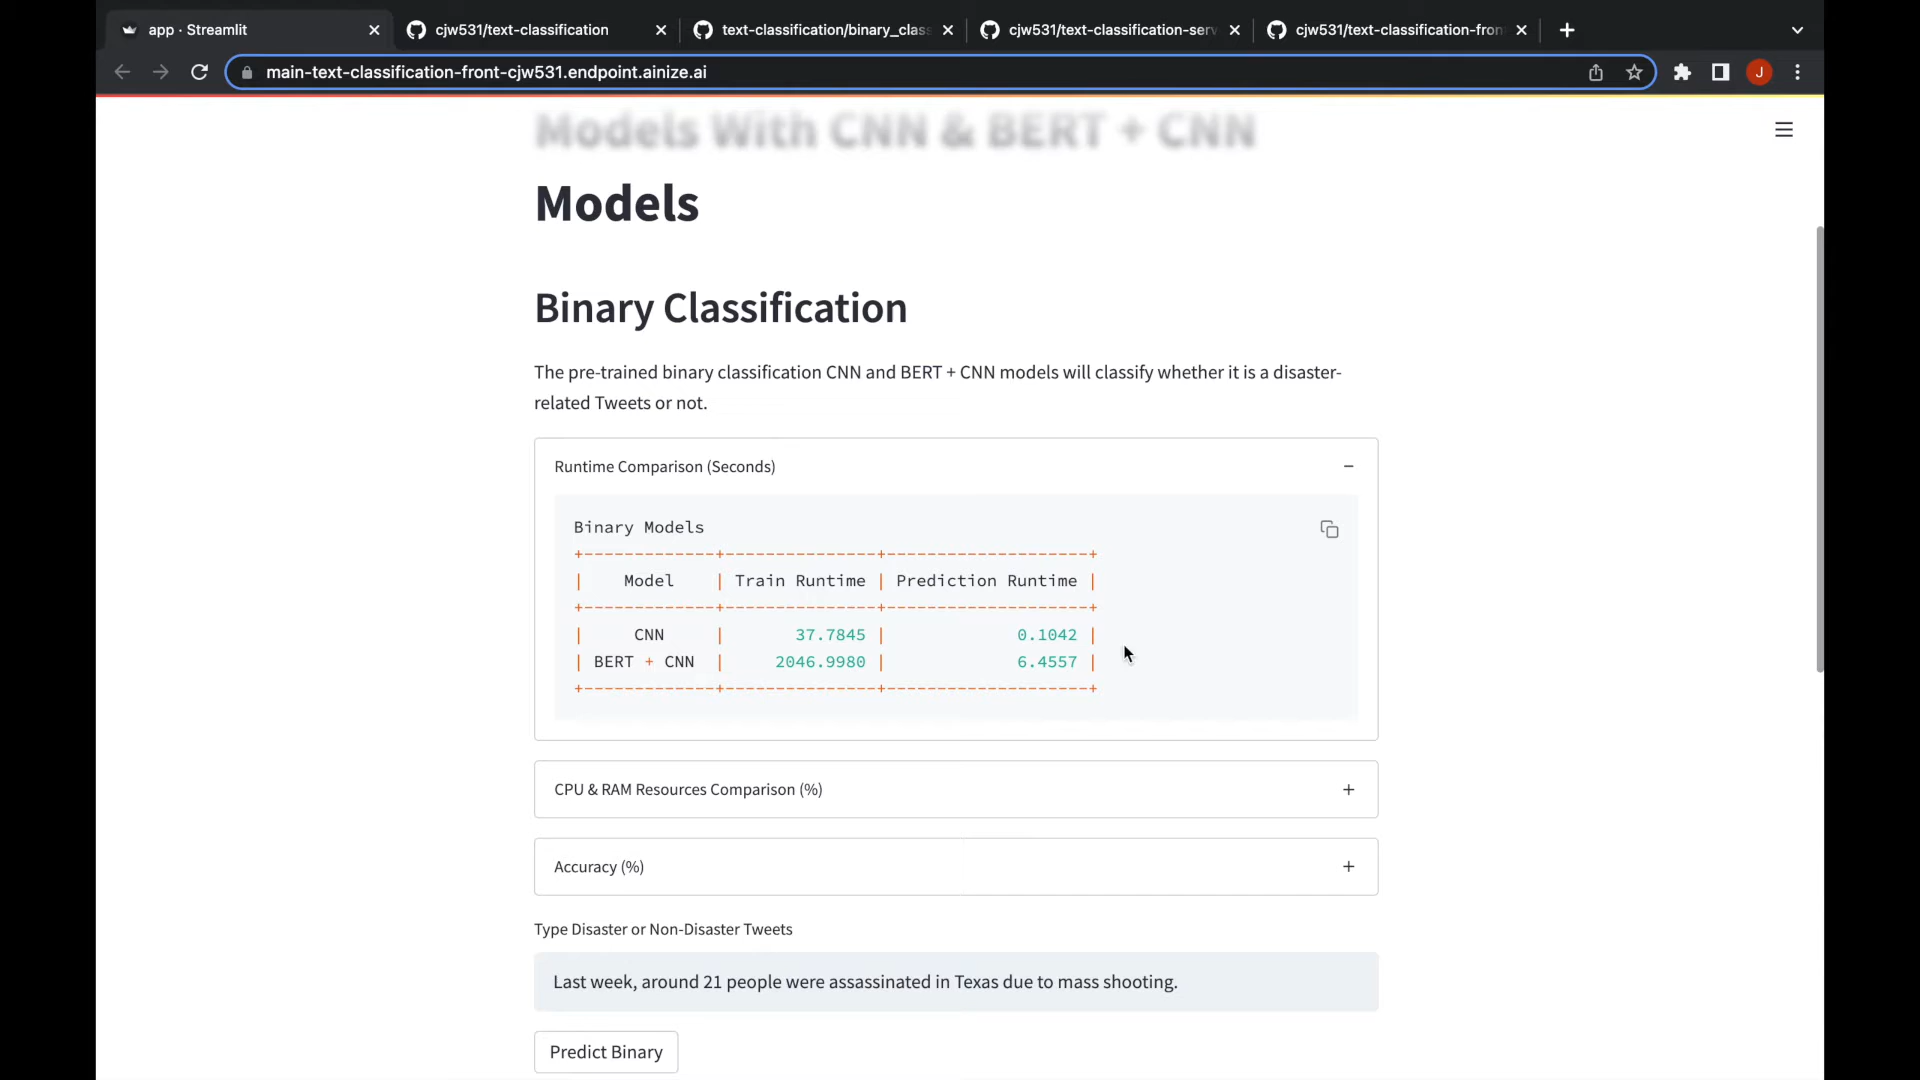 app · Streamlit
cjw531/text-classification
text-classification/binary_clas
cjw531/text-classification-serv
cjw531/text-classification-fron
main-text-classification-front-cjw531.endpoint.ainize.ai
J
Models With CNN & BERT + CNN
Models
Binary Classification
The pre-trained binary classification CNN and BERT + CNN models will classify whether it is a disaster-
related Tweets or not.
Runtime Comparison (Seconds)
Binary Models
+-------------+---------------+---------------------+
|    Model    | Train Runtime | Prediction Runtime |
+-------------+---------------+---------------------+
|     CNN     |       37.7845 |             0.1042 |
| BERT + CNN  |     2046.9980 |             6.4557 |
+-------------+---------------+---------------------+
CPU & RAM Resources Comparison (%)
Accuracy (%)
Type Disaster or Non-Disaster Tweets
Last week, around 21 people were assassinated in Texas due to mass shooting.
Predict Binary